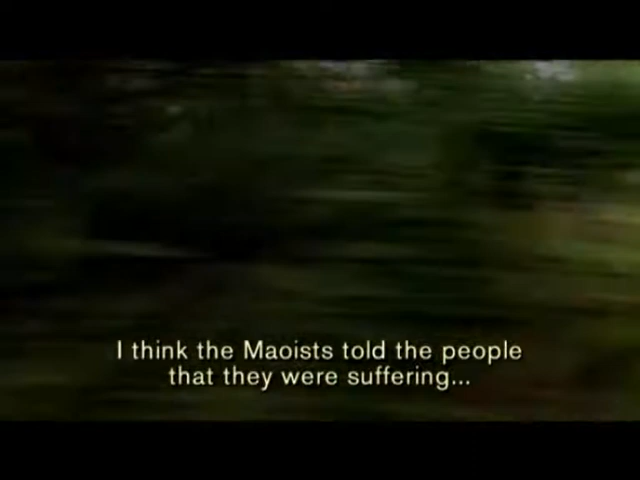 I think the Maoists told the people
that they were suffering...